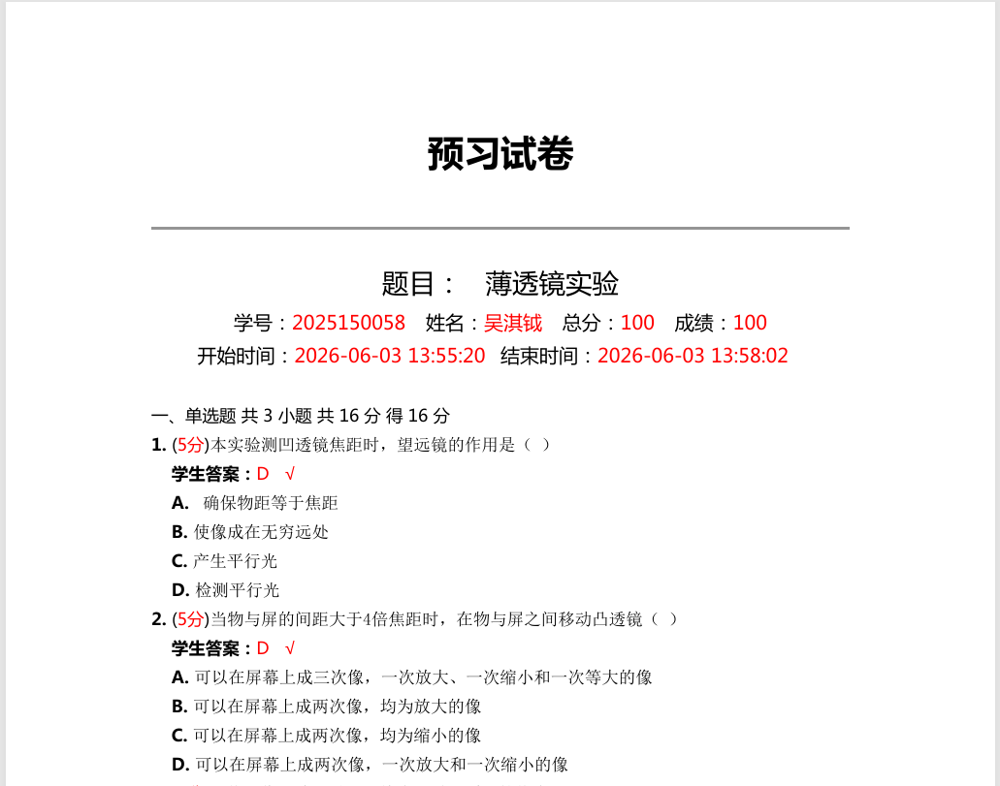 预习试卷
题目： 薄透镜实验
学号：2025150058 姓名：吴淇钺 总分：100 成绩：100
开始时间：2026-06-03 13:55:20 结束时间：2026-06-03 13:58:02
一、单选题 共 3 小题 共 16 分 得 16 分
1. (5分)本实验测凹透镜焦距时，望远镜的作用是（ ）
学生答案：D √
A. 确保物距等于焦距
B. 使像成在无穷远处
C. 产生平行光
D. 检测平行光
2. (5分)当物与屏的间距大于4倍焦距时，在物与屏之间移动凸透镜（ ）
学生答案：D √
A. 可以在屏幕上成三次像，一次放大、一次缩小和一次等大的像
B. 可以在屏幕上成两次像，均为放大的像
C. 可以在屏幕上成两次像，均为缩小的像
D. 可以在屏幕上成两次像，一次放大和一次缩小的像